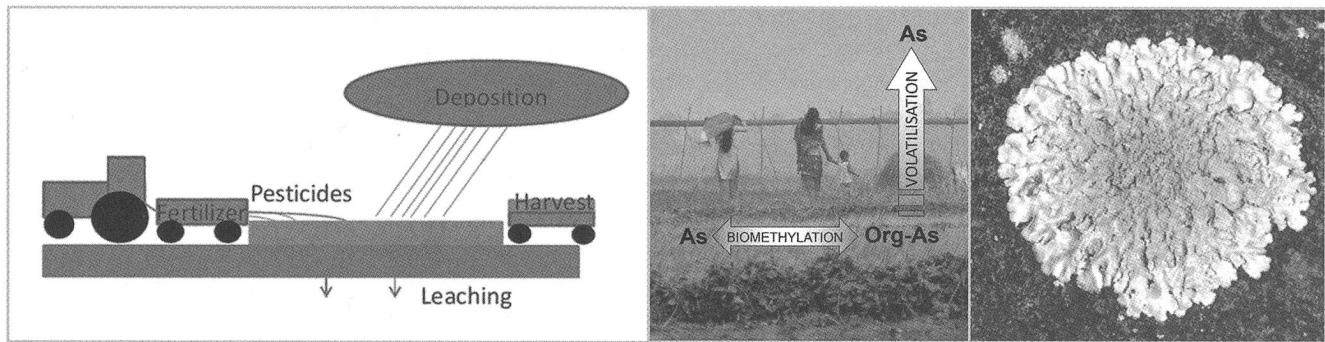 Deposition
Pesticides
Fertilizer
Harvest
Leaching
As
VOLATILISATION
As
BIOMETHYLATION
Org-As